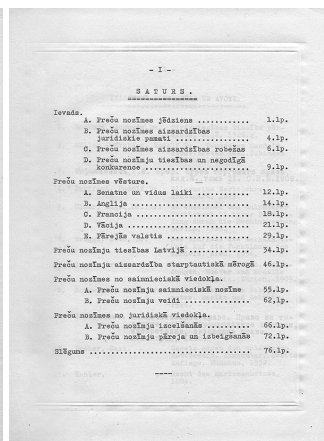 - I -
S A T U R S.
Ievads.
A. Preču nozīmes jēdziens ............ 1.lp.
B. Preču nozīmes aizsardzības
juridiskie pamati ................ 4.lp.
C. Preču nozīmes aizsardzības robežas 6.lp.
D. Preču nozīmju tiesības un negodīgā
konkurence ....................... 9.lp.
Preču nozīmes vēsture.
A. Senatne un vidus laiki ............ 12.lp.
B. Anglija ........................... 14.lp.
C. Francija .......................... 18.lp.
D. Vācija ............................ 21.lp.
E. Pārejās valstis ................... 29.lp.
Preču nozīmju tiesības Latvijā ........... 34.lp.
Preču nozīmju aizsardzība starptautiskā mērogā 46.lp.
Preču nozīmes no saimnieciskā viedokļa.
A. Preču nozīmju saimnieciskā nozīme 55.lp.
B. Preču nozīmju veidi ............... 62.lp.
Preču nozīmes no juridiskā viedokļa.
A. Preču nozīmju izcelšanās .......... 66.lp.
B. Preču nozīmju pāreja un izbeigšanās 72.lp.
Slēgums .................................. 76.lp.